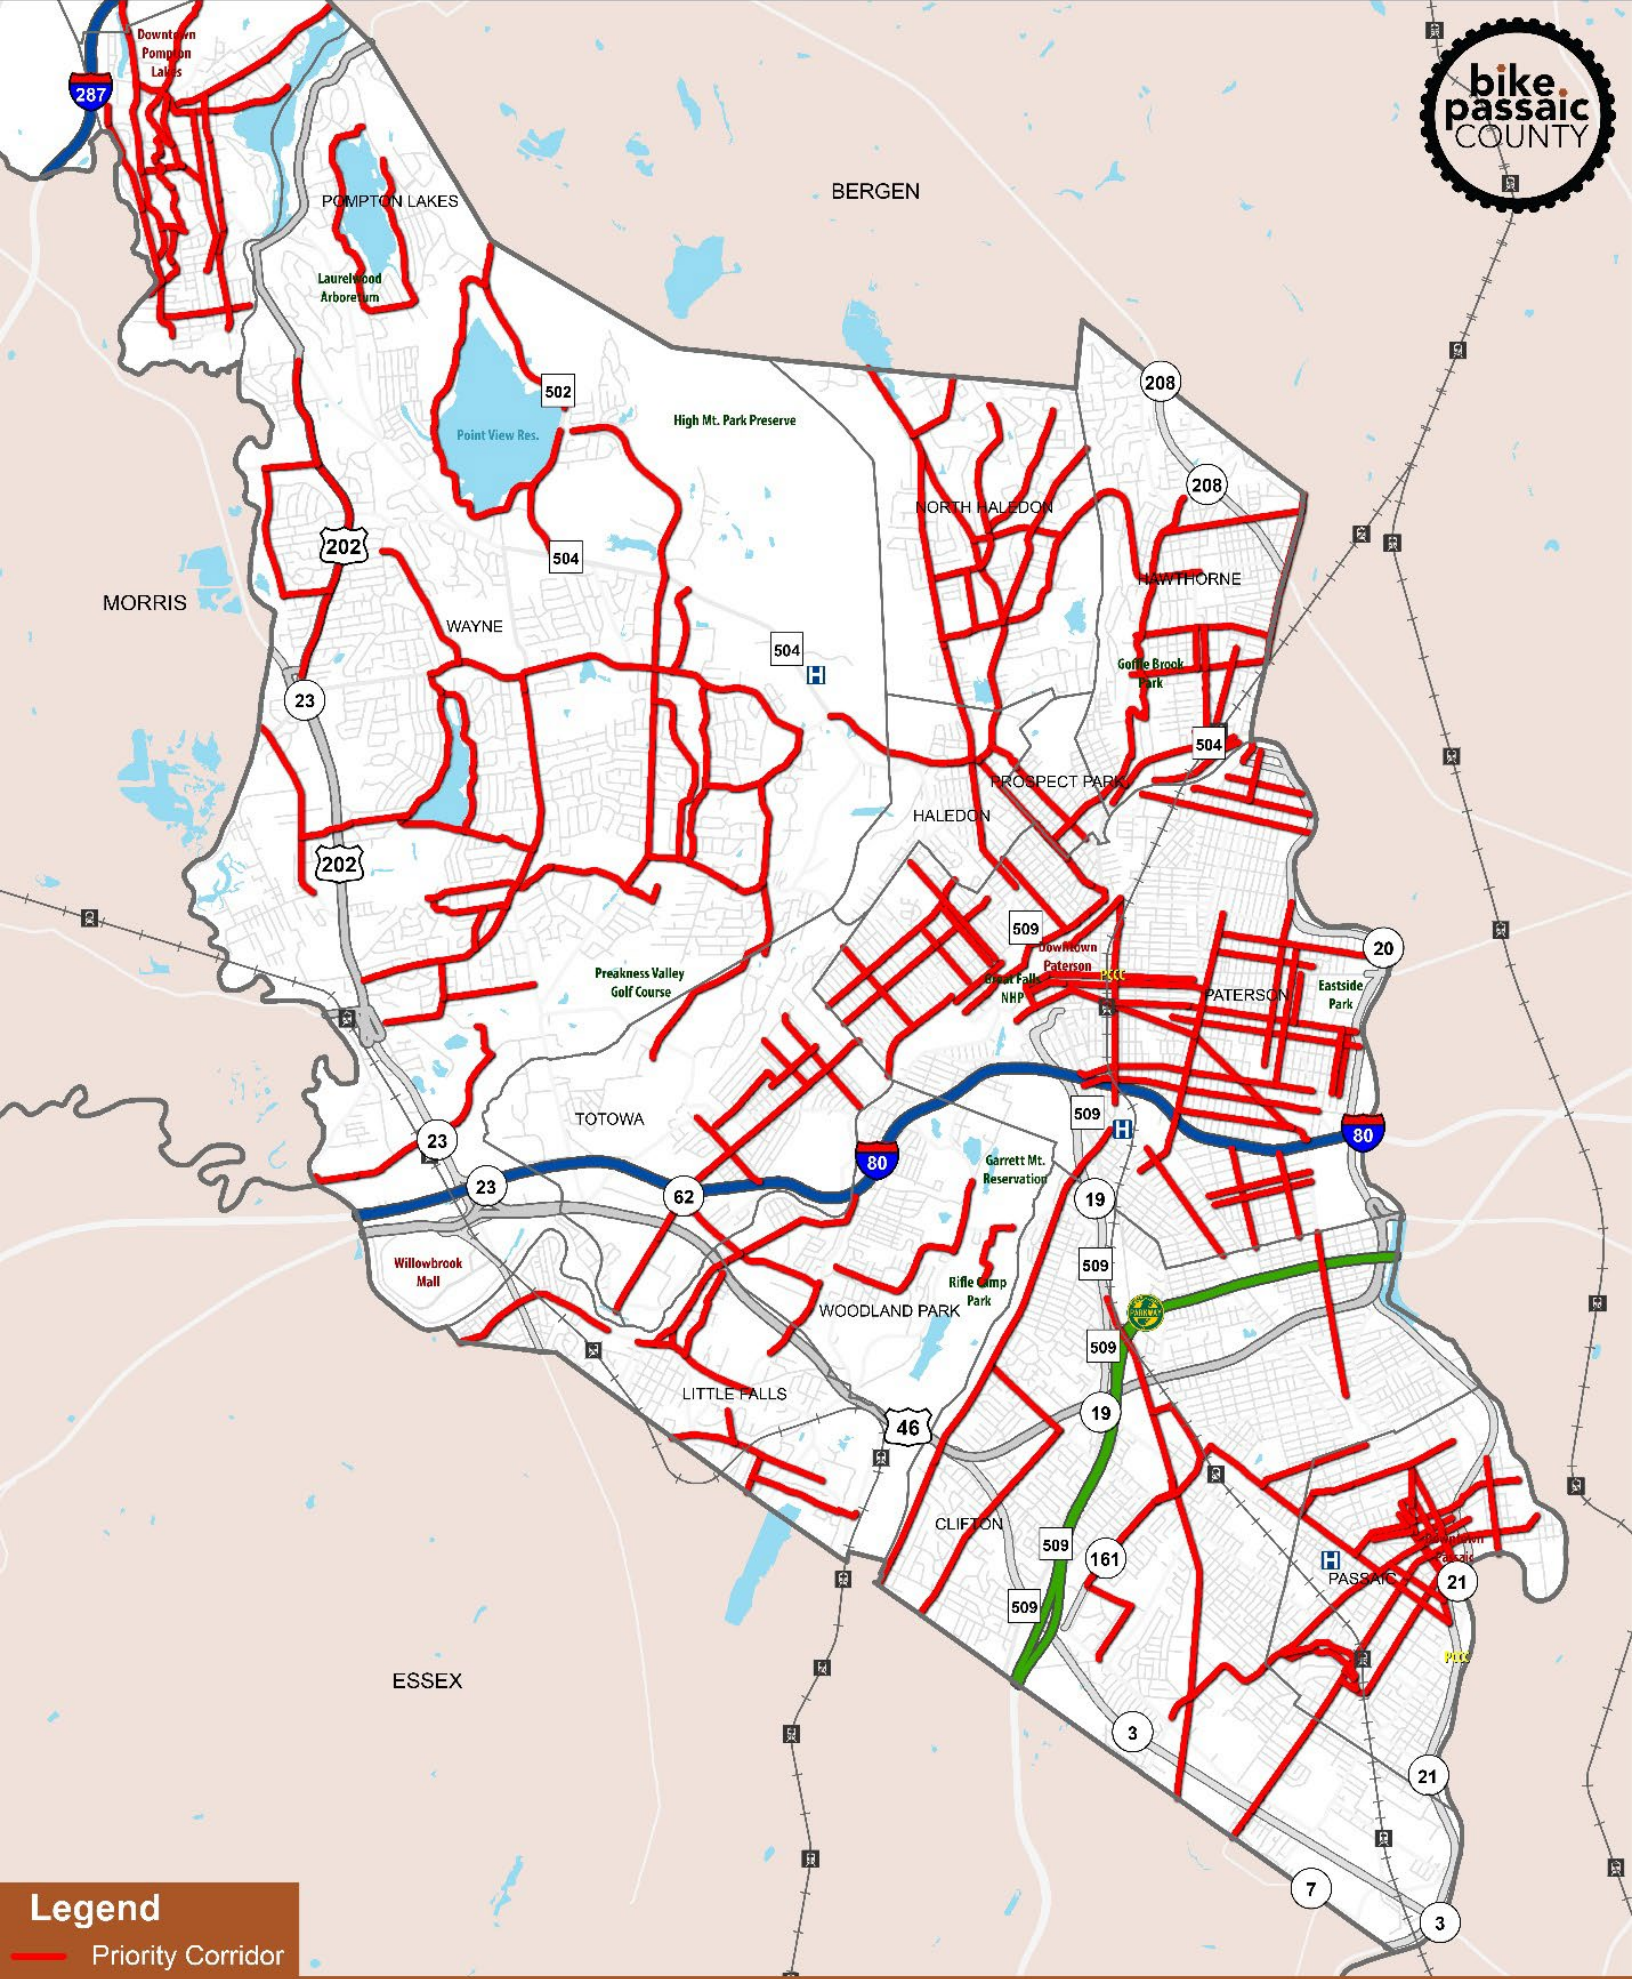 Downtown
Pompton
Lakes
287
bike.
passaic
COUNTY
BERGEN
POMPTON LAKES
Laurelwood
Arboretum
208
502
High Mt. Park Preserve
Point View Res.
208
NORTH HALEDON
202
504
HAWTHORNE
MORRIS
WAYNE
504
H
Goffle Brook
Park
23
504
PROSPECT PARK
HALEDON
202
509
Downtown
Paterson
20
PCCC
Great Falls
NHP
Preakness Valley
Golf Course
PATERSON
Eastside
Park
TOTOWA
509
H
23
80
80
Garrett Mt.
Reservation
23
62
19
Willowbrook
Mall
509
Rifle Camp
Park
WOODLAND PARK
PARKWAY
509
LITTLE FALLS
19
46
CLIFTON
509
161
H
Downtown
Passaic
PASSAIC
21
509
PCCC
ESSEX
3
21
7
3
Legend
Priority Corridor